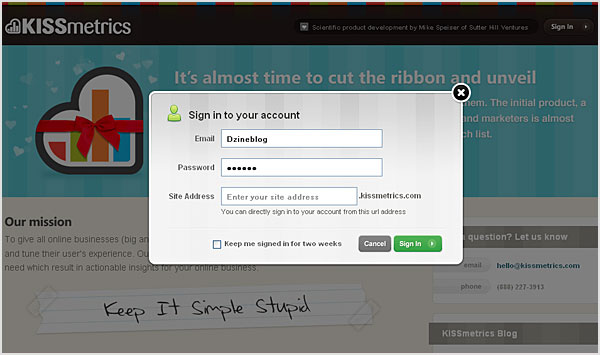 KISSmetrics
Scientific product development by Mike Speiser of Sutter Hill Ventures
Sign In
It's almost time to cut the ribbon and unveil
them. The initial product, a
and marketers is almost
ch list.
Sign in to your account
Email
Dzineblog
Password
••••••
Site Address
Enter your site address
.kissmetrics.com
You can directly sign in to your account from this url address
Keep me signed in for two weeks
Cancel
Sign In
Our mission
To give all online businesses (big an
and tune their user's experience. Ou
need which result in actionable insights for your online business.
Keep It Simple Stupid
a question? Let us know
email
hello@kissmetrics.com
phone
(888) 227-3913
KISSmetrics Blog